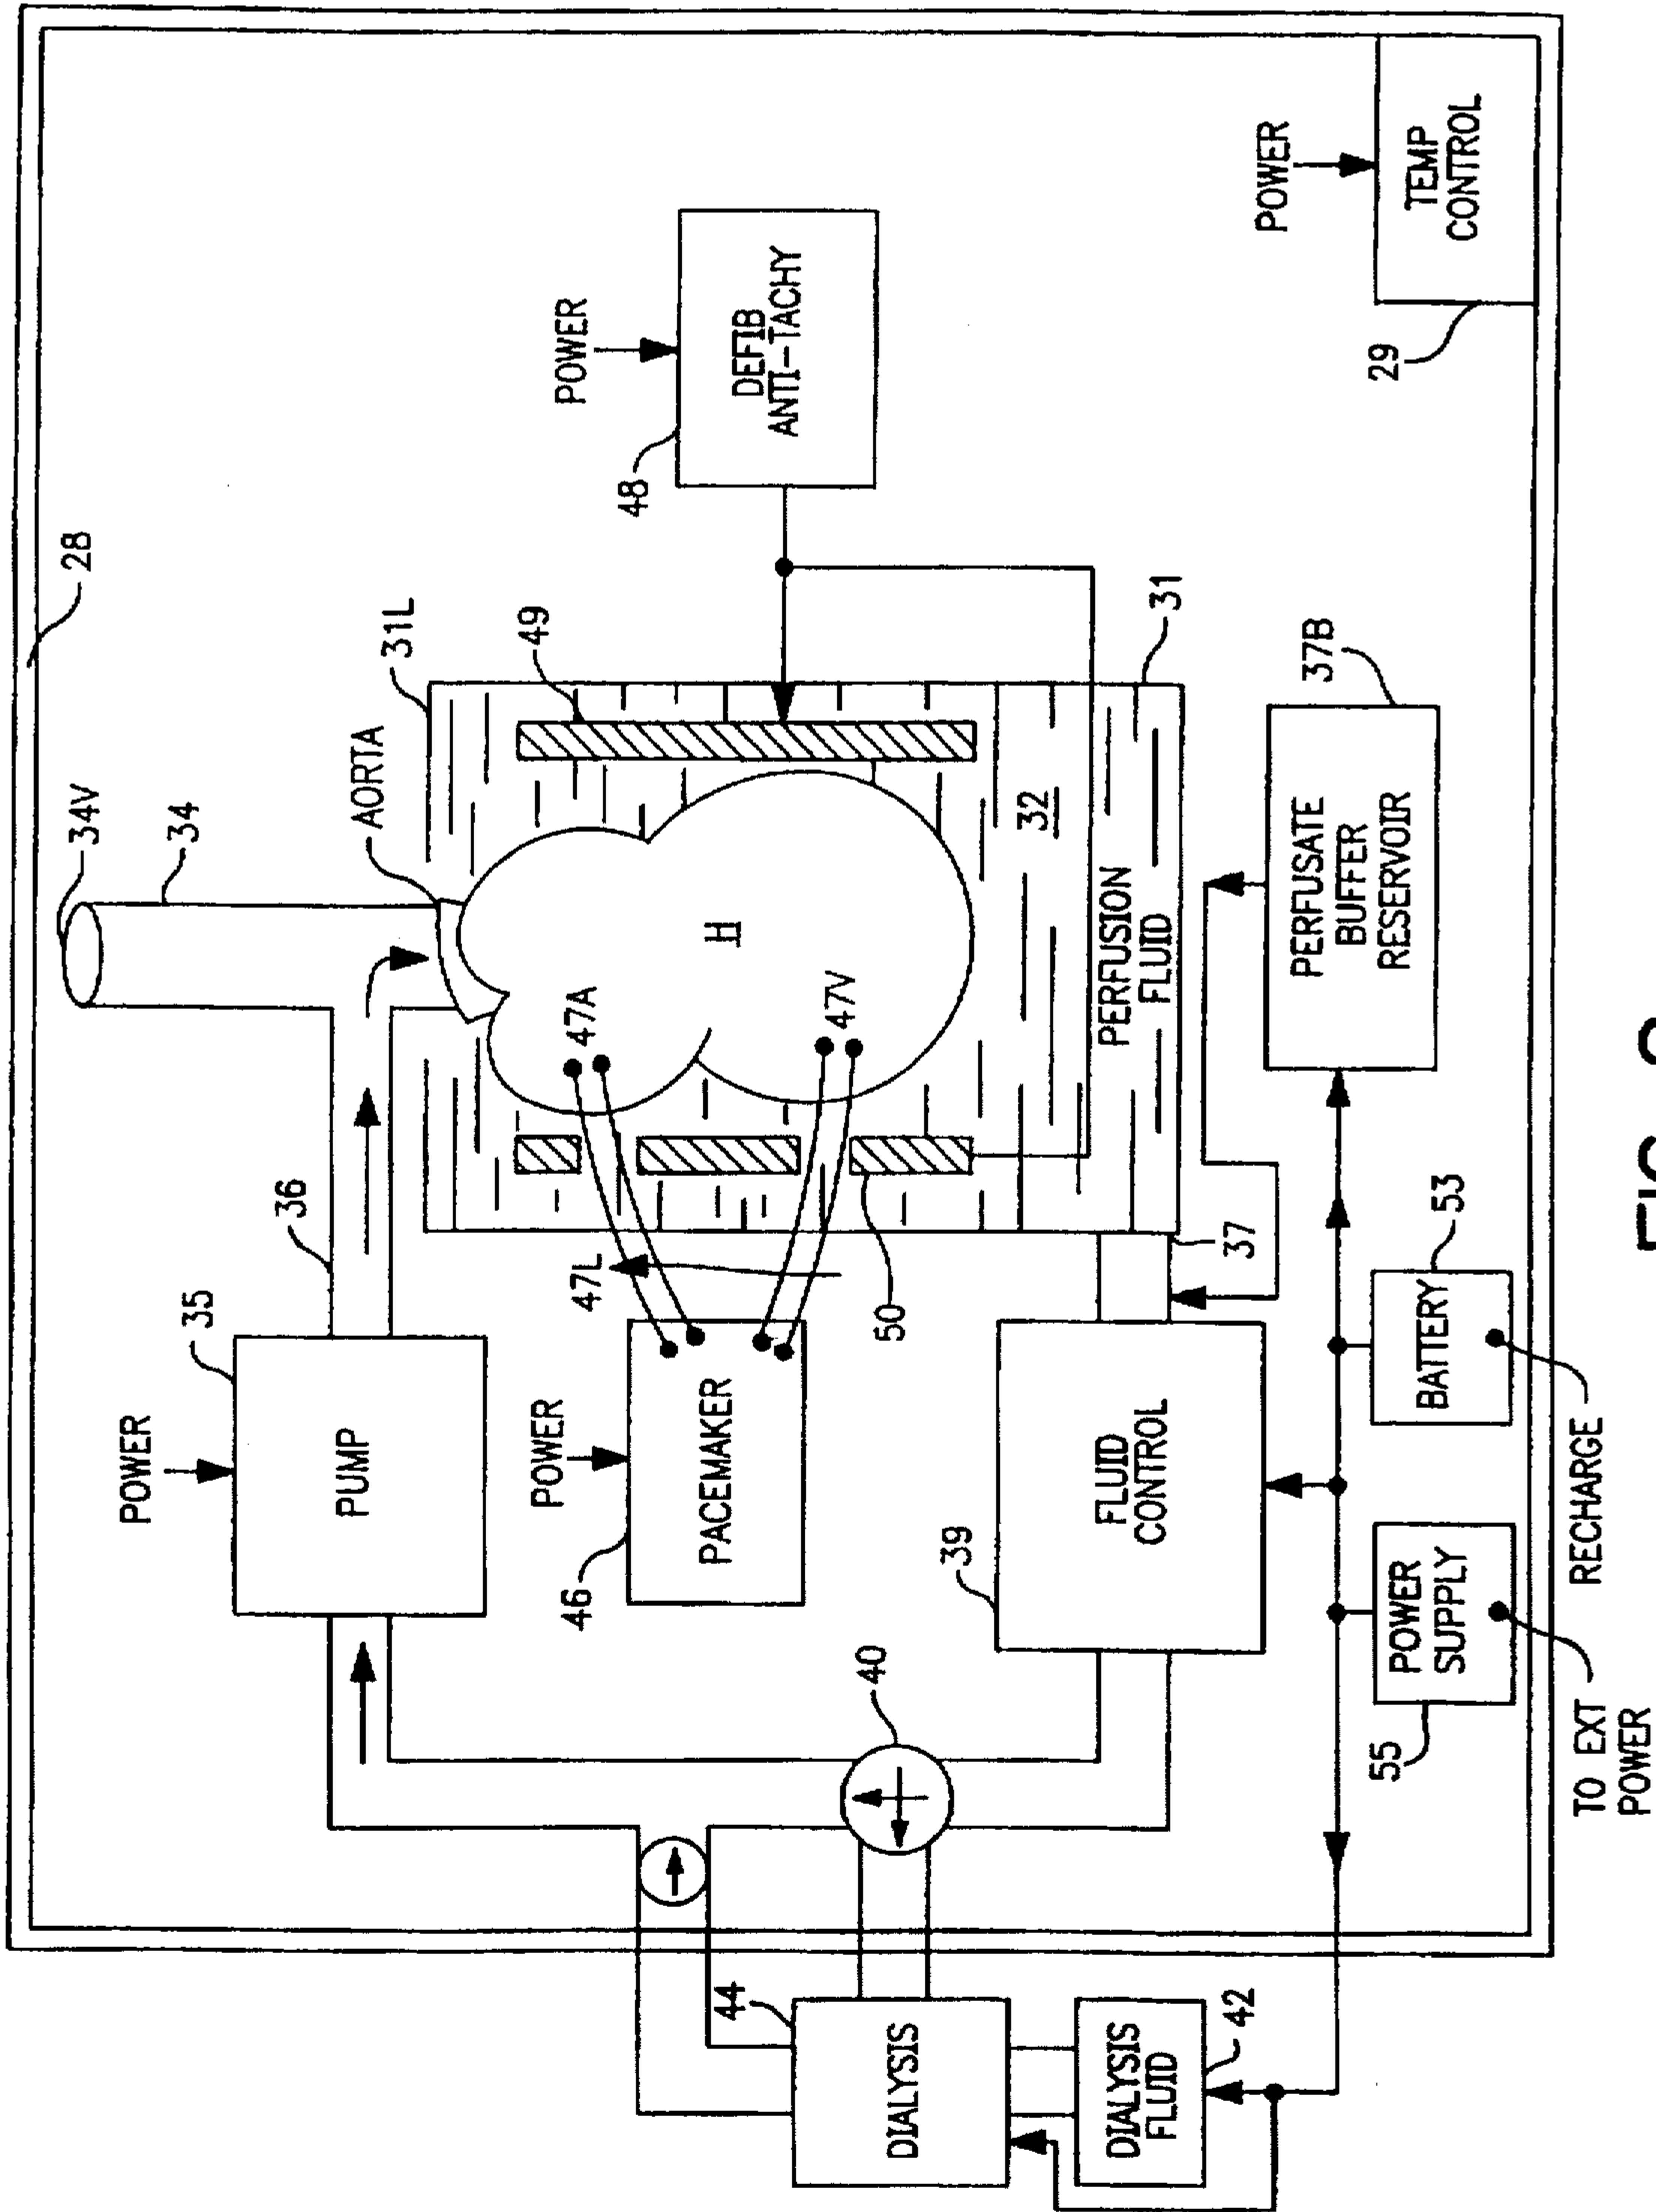 28
34V
34
AORTA
31L
49
POWER
48
DEFIB
ANTI-TACHY
POWER
TEMP
CONTROL
29
POWER
35
PUMP
36
47A
H
47V
32
PERFUSION
FLUID
31
37B
PERFUSATE
BUFFER
RESERVOIR
47L
50
37
POWER
46
PACEMAKER
39
FLUID
CONTROL
40
44
DIALYSIS
DIALYSIS
FLUID
42
POWER
SUPPLY
55
BATTERY
53
TO EXT
POWER
RECHARGE